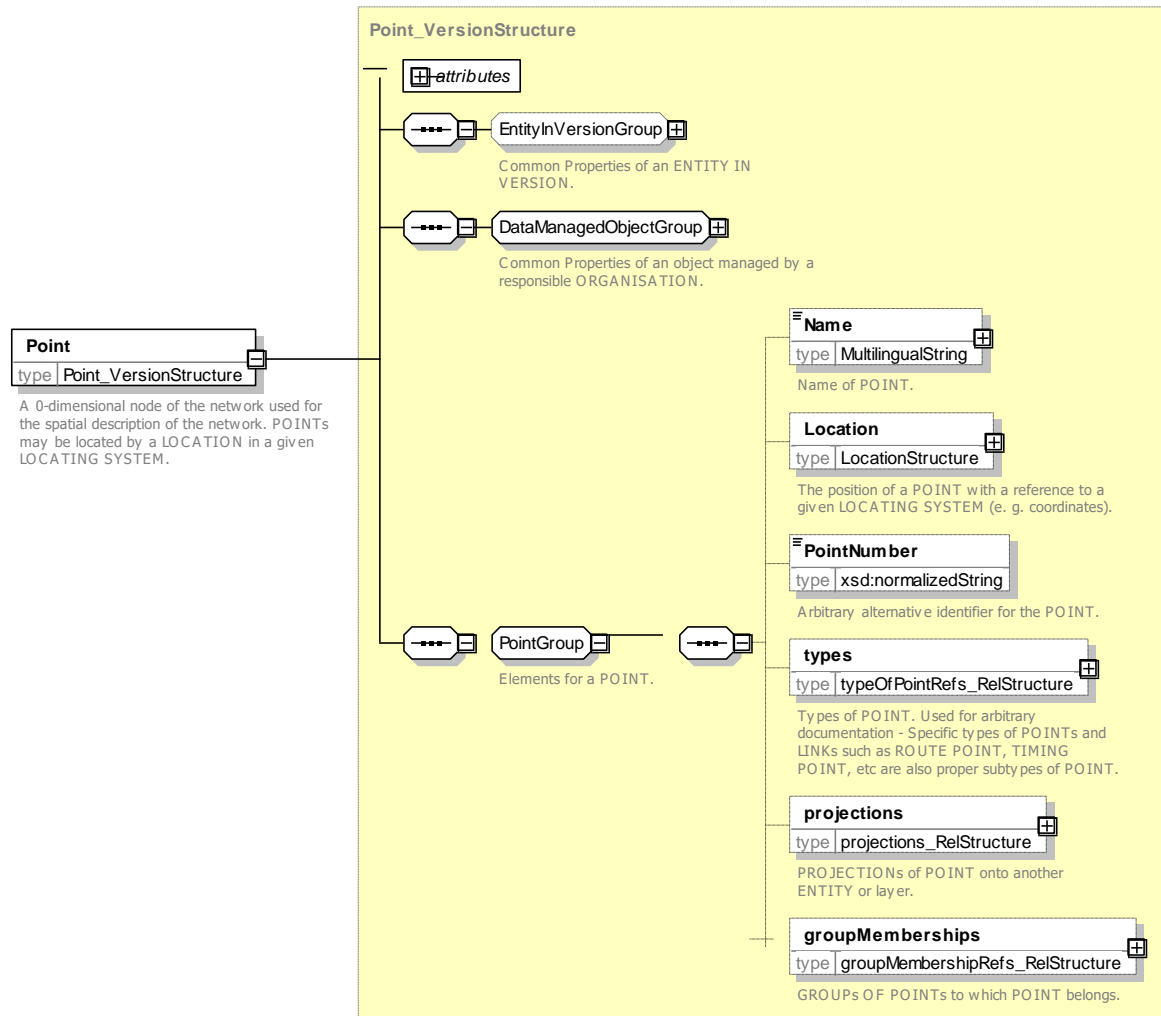 Point_VersionStructure
attributes
EntityInVersionGroup
Common Properties of an ENTITY IN
VERSION.
DataManagedObjectGroup
Common Properties of an object managed by a
responsible ORGANISATION.
Point
type Point_VersionStructure
A 0-dimensional node of the network used for
the spatial description of the network. POINTs
may be located by a LOCATION in a given
LOCATING SYSTEM.
Name
type MultilingualString
Name of POINT.
Location
type LocationStructure
The position of a POINT with a reference to a
given LOCATING SYSTEM (e. g. coordinates).
PointNumber
type xsd:normalizedString
Arbitrary alternative identifier for the POINT.
PointGroup
Elements for a POINT.
types
type typeOfPointRefs_RelStructure
Types of POINT. Used for arbitrary
documentation - Specific types of POINTs and
LINKs such as ROUTE POINT, TIMING
POINT, etc are also proper subtypes of POINT.
projections
type projections_RelStructure
PROJECTIONs of POINT onto another
ENTITY or layer.
groupMemberships
type groupMembershipRefs_RelStructure
GROUPs OF POINTs to which POINT belongs.